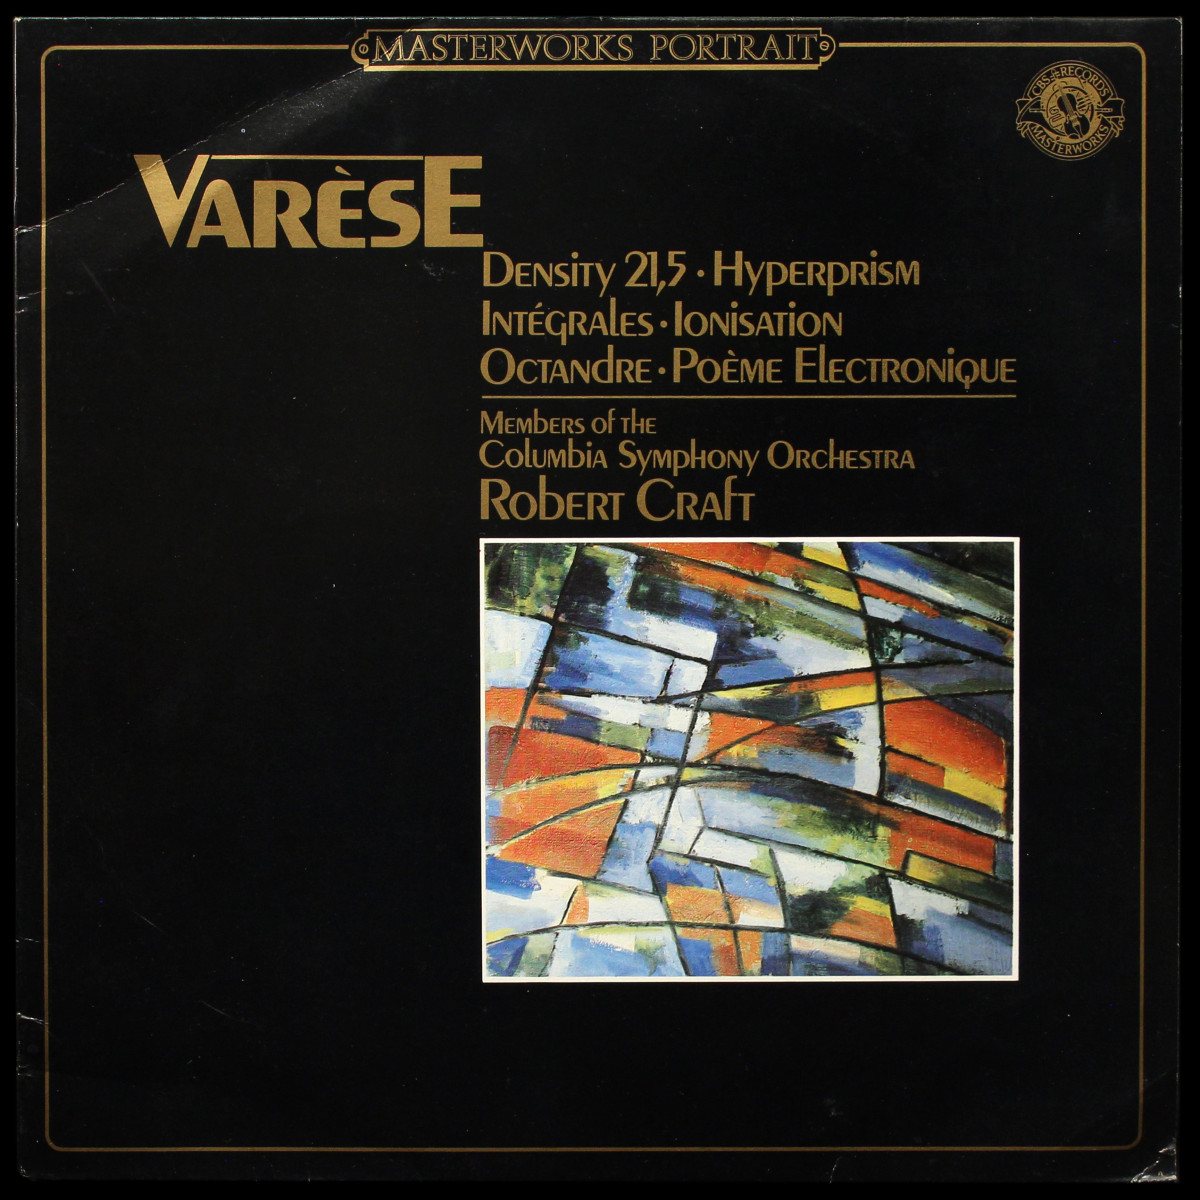 MASTERWORKS PORTRAIT
CBS RECORDS
MASTERWORKS
VARÈSE
DENSITY 21,5 · HYPERPRISM
INTÉGRALES · IONISATION
OCTANDRE · POÈME ELECTRONIQUE
MEMBERS OF THE
COLUMBIA SYMPHONY ORCHESTRA
ROBERT CRAFT